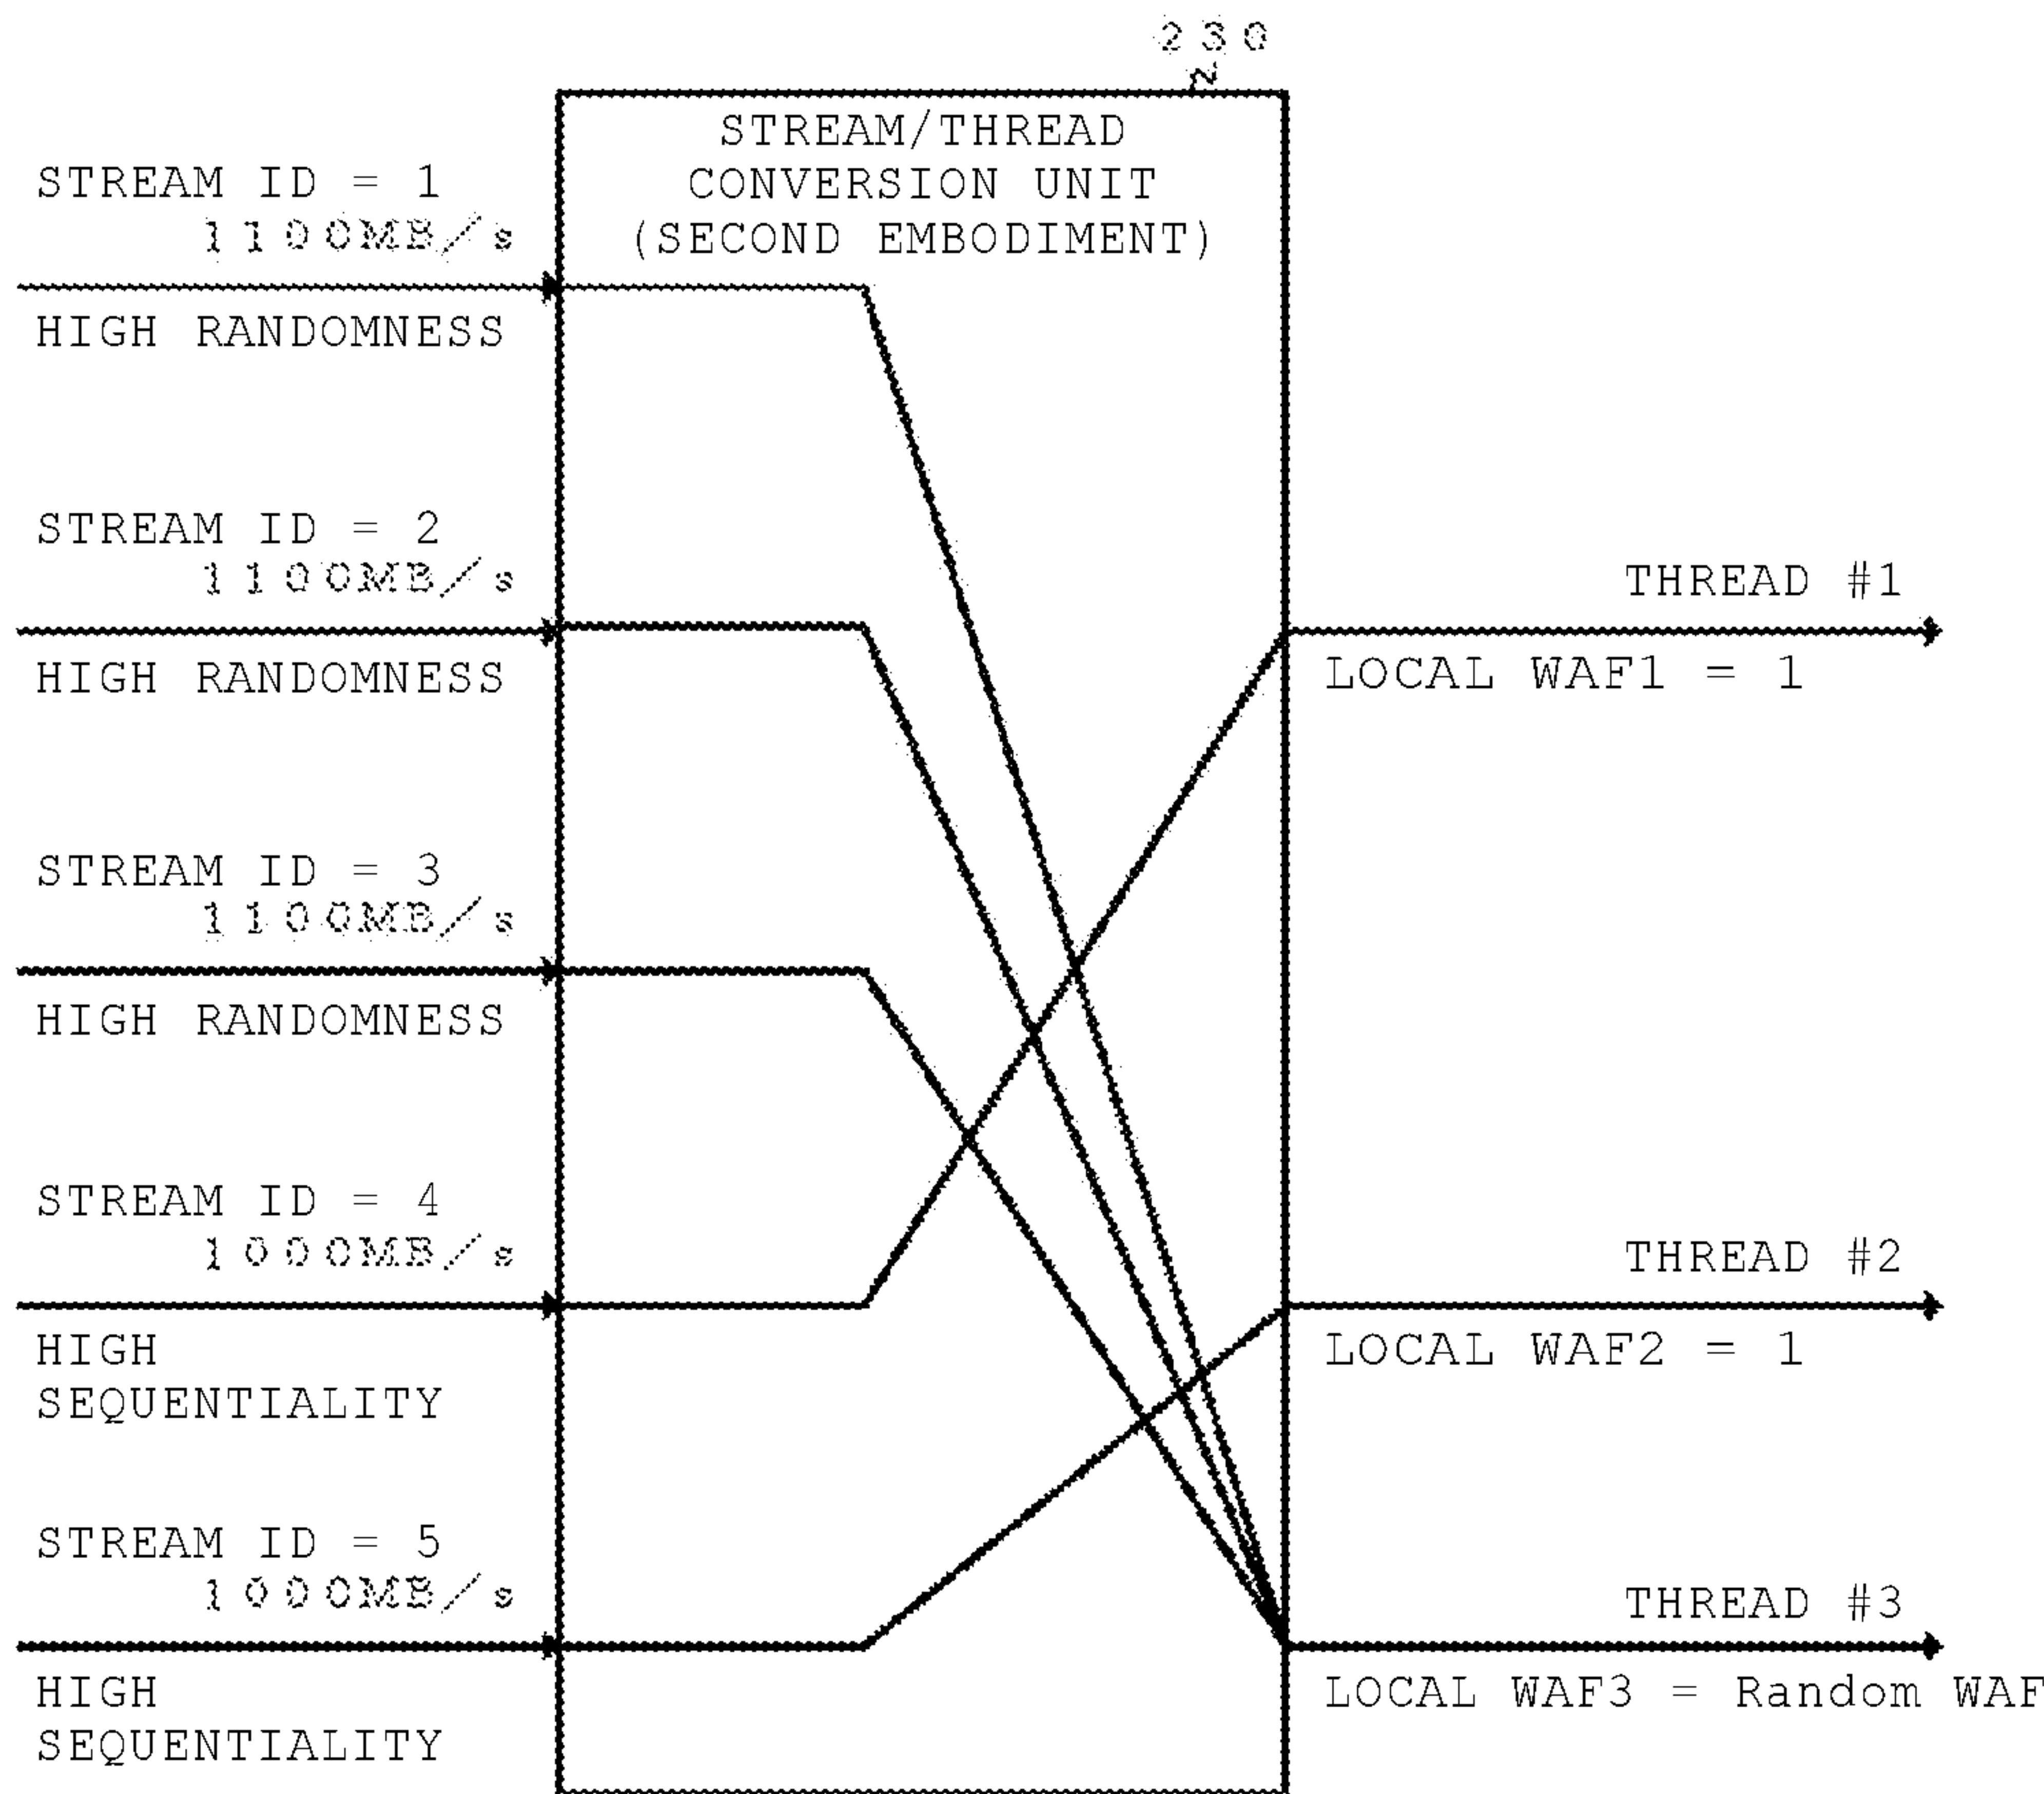 230
STREAM/THREAD
CONVERSION UNIT
(SECOND EMBODIMENT)
STREAM ID = 1
1100MB/s
HIGH RANDOMNESS
STREAM ID = 2
1100MB/s
HIGH RANDOMNESS
THREAD #1
LOCAL WAF1 = 1
STREAM ID = 3
1100MB/s
HIGH RANDOMNESS
STREAM ID = 4
1000MB/s
HIGH
SEQUENTIALITY
THREAD #2
LOCAL WAF2 = 1
STREAM ID = 5
1000MB/s
HIGH
SEQUENTIALITY
THREAD #3
LOCAL WAF3 = Random WAF